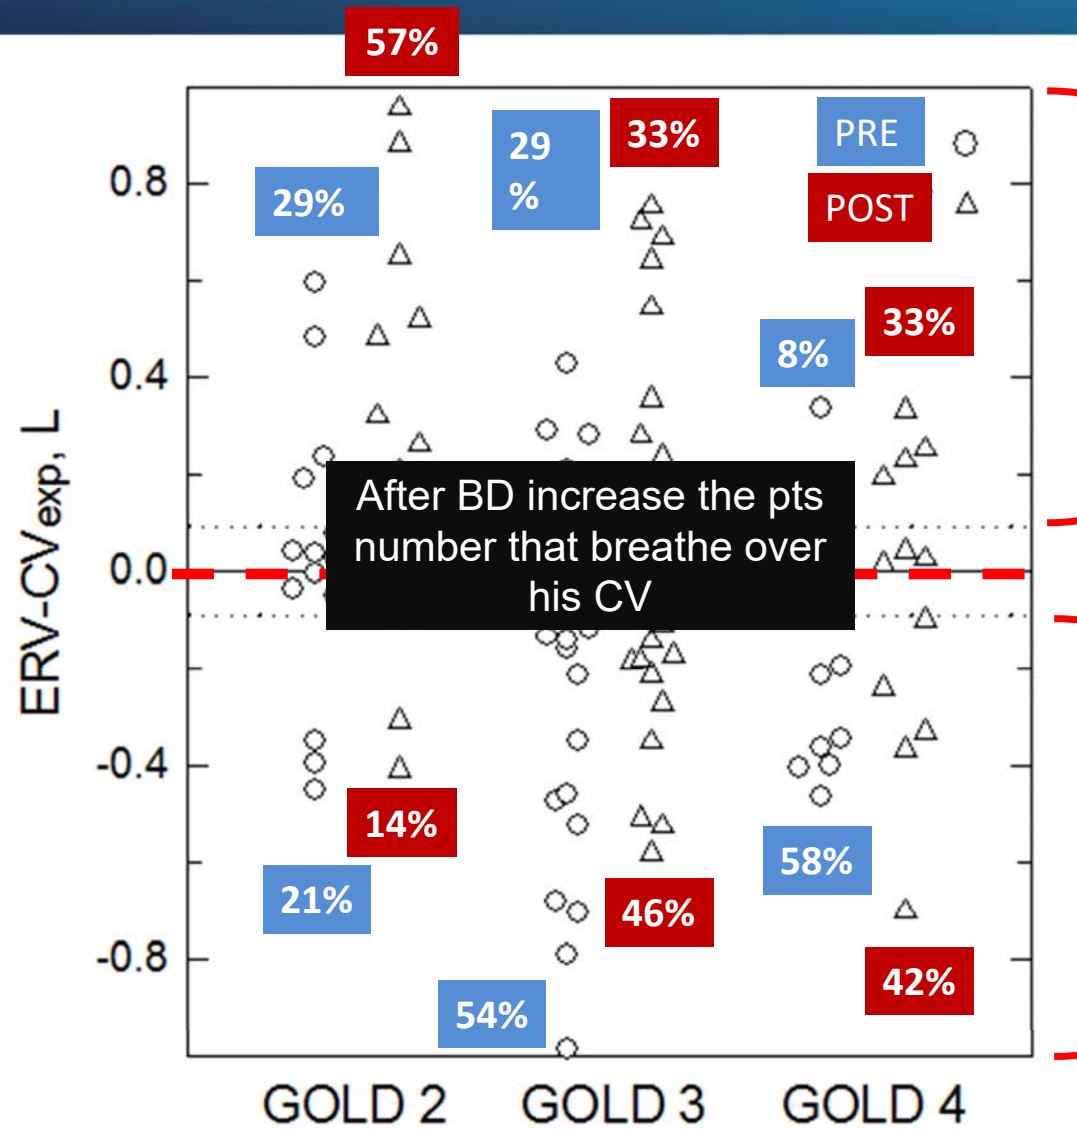 57%
29
%
33%
PRE
0.8
29%
POST
33%
8%
0.4
After BD increase the pts
number that breathe over
his CV
ERV-CVexp, L
0.0
-0.4
14%
58%
21%
46%
-0.8
42%
54%
GOLD 2 GOLD 3 GOLD 4